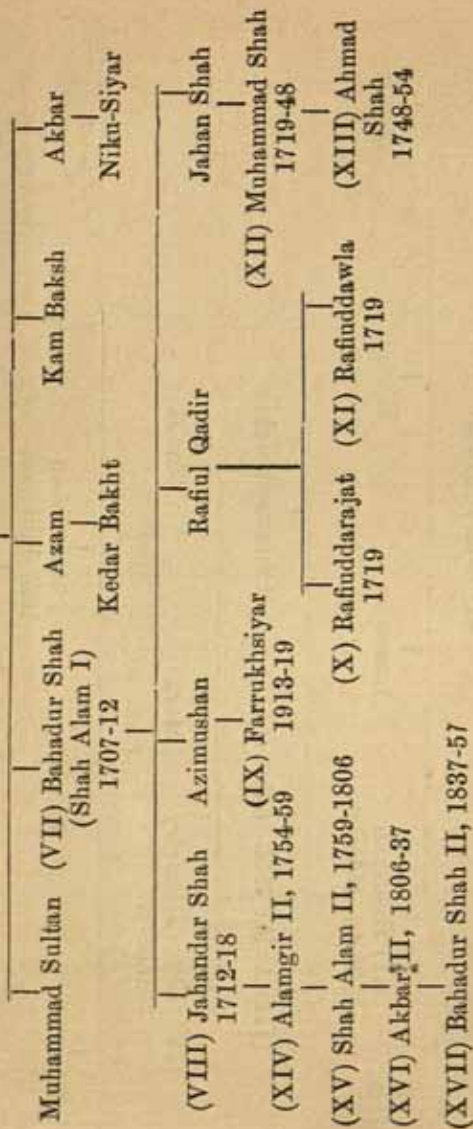 Muhammad Sultan (VII) Bahadur Shah Azam Kam Baksh Akbar
(Shah Alam I)
1707-12
Kedar Bakht Niku-Siyar
(VIII) Jahandar Shah Azimushan Rafiul Qadir Jahan Shah
1712-18
(IX) Farrukhsiyar (XII) Muhammad Shah
1913-19 1719-48
(XIV) Alamgir II, 1754-59
(X) Rafiuddarajat (XI) Rafiuddawla (XIII) Ahmad
1719 1719 Shah
1748-54
(XV) Shah Alam II, 1759-1806
(XVI) Akbar II, 1806-37
(XVII) Bahadur Shah II, 1837-57